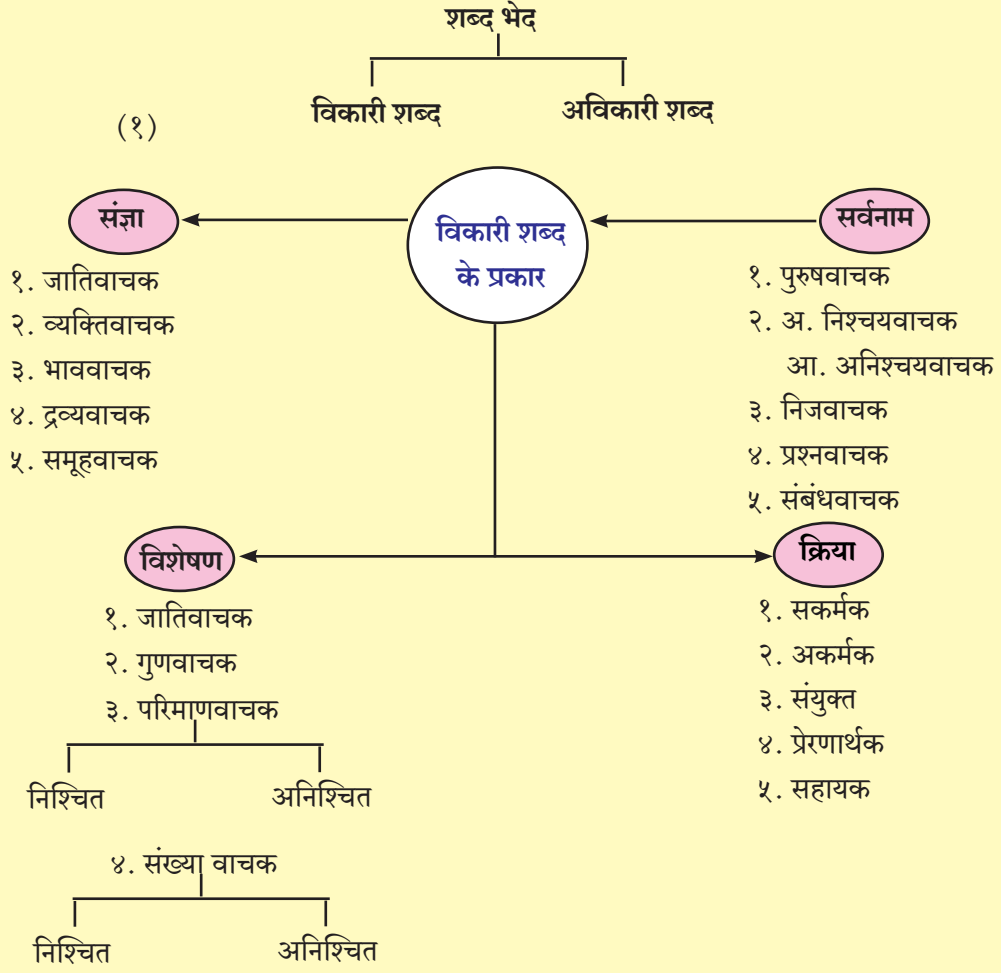 शब्द भेद
विकारी शब्द
अविकारी शब्द
(१)
विकारी शब्द
के प्रकार
संज्ञा
१. जातिवाचक
२. व्यक्तिवाचक
३. भाववाचक
४. द्रव्यवाचक
५. समूहवाचक
सर्वनाम
१. पुरुषवाचक
२. अ. निश्चयवाचक
आ. अनिश्चयवाचक
३. निजवाचक
४. प्रश्नवाचक
५. संबंधवाचक
विशेषण
१. जातिवाचक
२. गुणवाचक
३. परिमाणवाचक
निश्चित
अनिश्चित
४. संख्या वाचक
निश्चित
अनिश्चित
क्रिया
१. सकर्मक
२. अकर्मक
३. संयुक्त
४. प्रेरणार्थक
५. सहायक